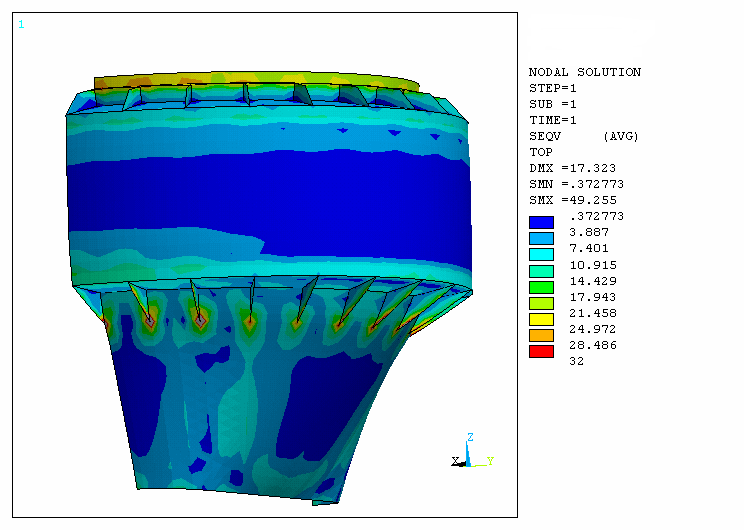 1
NODAL SOLUTION
STEP=1
SUB =1
TIME=1
SEQV (AVG)
TOP
DMX =17.323
SMN =.372773
SMX =49.255
.372773
3.887
7.401
10.915
14.429
17.943
21.458
24.972
28.486
32
Z
X Y